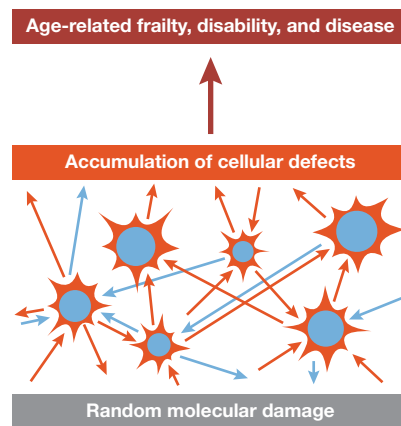 Age-related frailty, disability, and disease
Accumulation of cellular defects
Random molecular damage